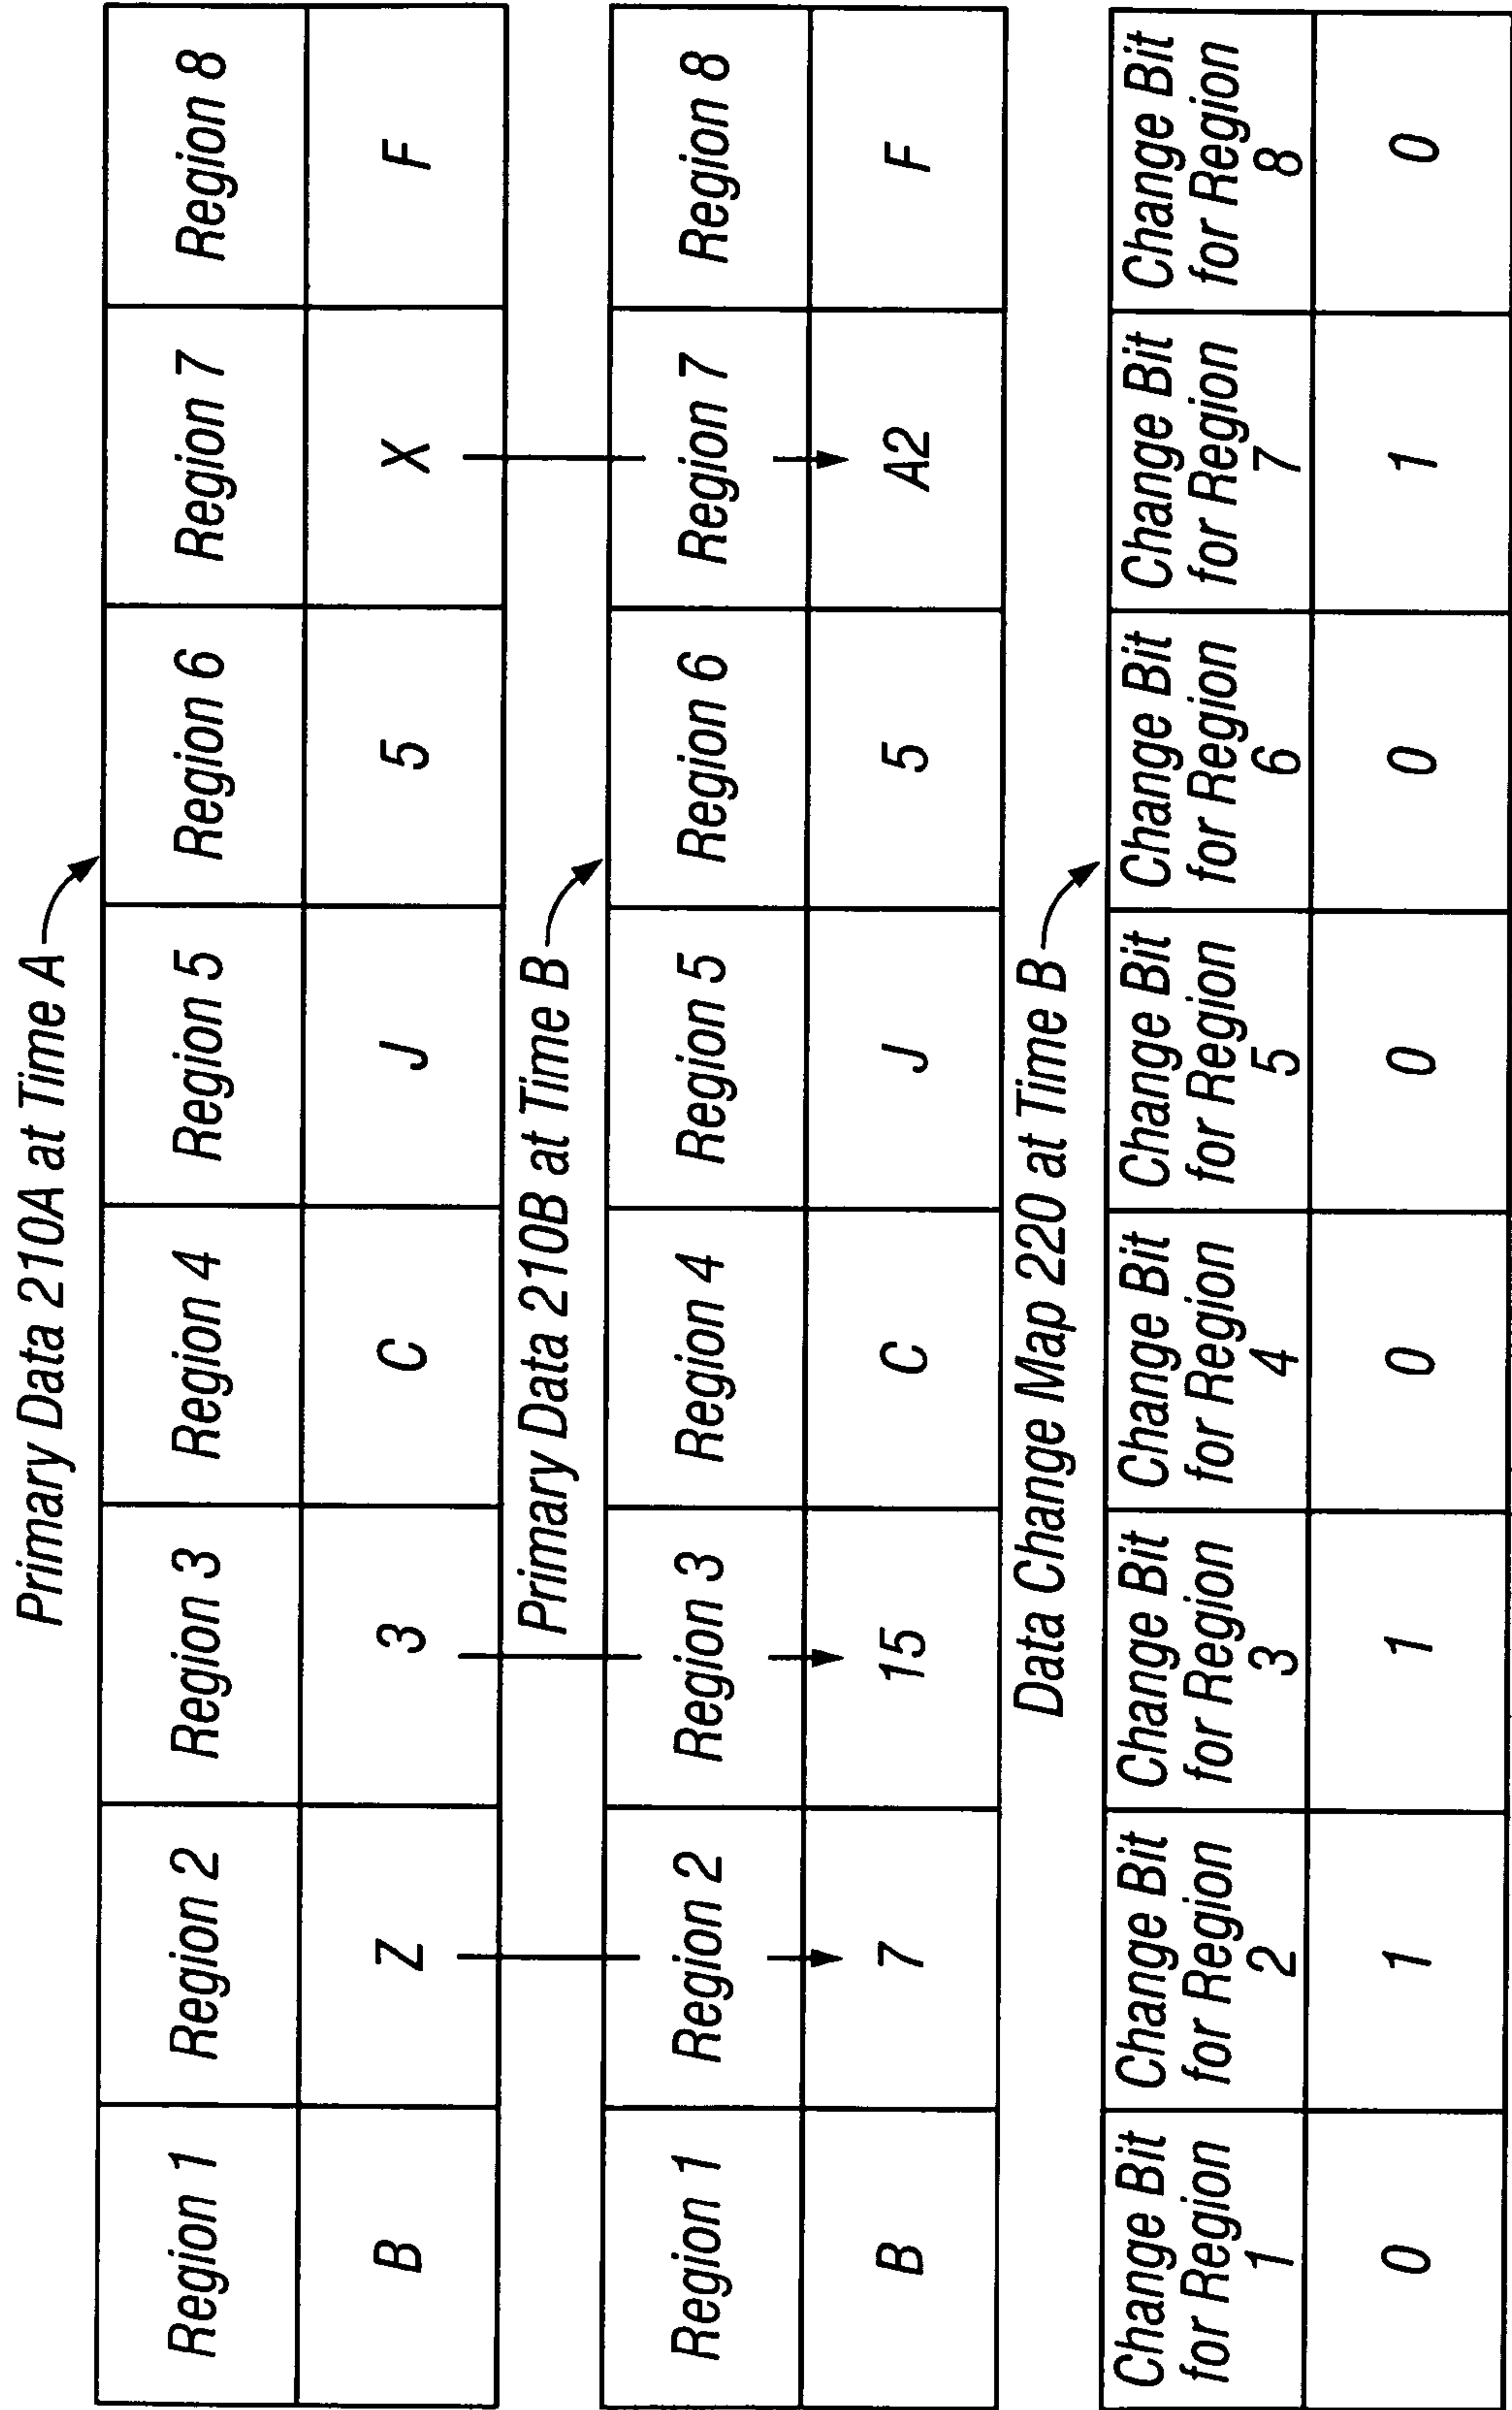 Primary Data 210A at Time A
Region 1 Region 2 Region 3 Region 4 Region 5 Region 6 Region 7 Region 8
B Z 3 C J 5 X F
Primary Data 210B at Time B
Region 1 Region 2 Region 3 Region 4 Region 5 Region 6 Region 7 Region 8
B 7 15 C J 5 A2 F
Data Change Map 220 at Time B
Change Bit Change Bit Change Bit Change Bit Change Bit Change Bit Change Bit Change Bit
for Region for Region for Region for Region for Region for Region for Region for Region
1 2 3 4 5 6 7 8
0 1 1 0 0 0 1 0